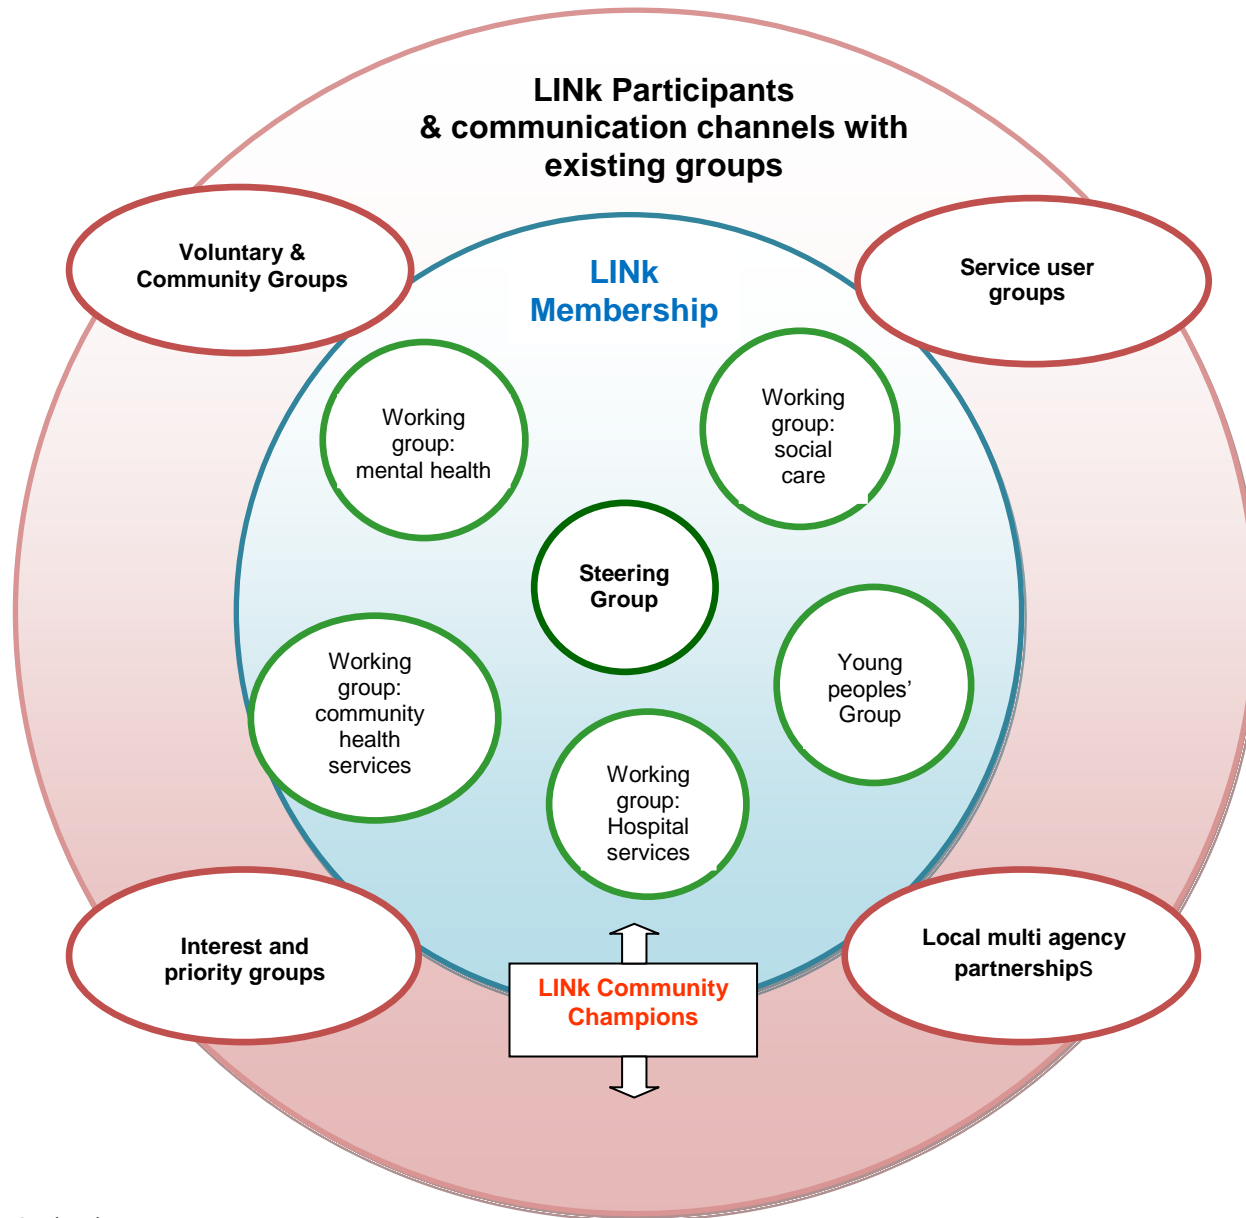 LINk Participants
& communication channels with
existing groups
Voluntary &
Community Groups
Service user
groups
LINk
Membership
Working
group:
mental health
Working
group:
social
care
Steering
Group
Working
group:
community
health
services
Young
peoples’
Group
Working
group:
Hospital
services
Interest and
priority groups
Local multi agency
partnerships
LINk Community
Champions